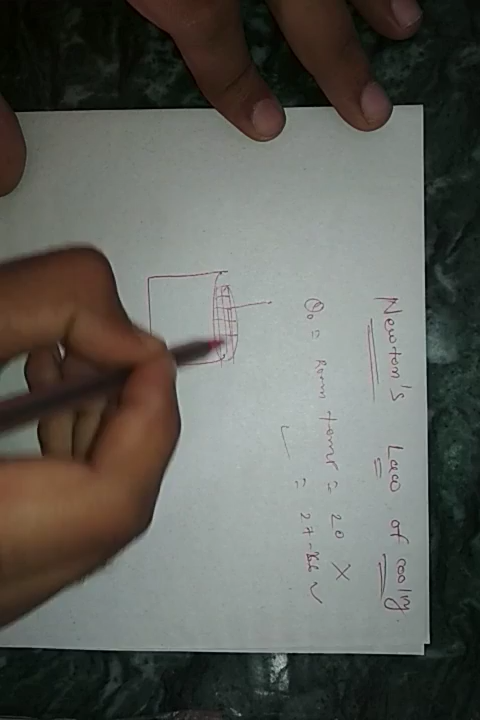 Newton's Law of cooling.
θ₀ = room temp = 20 X
= 27